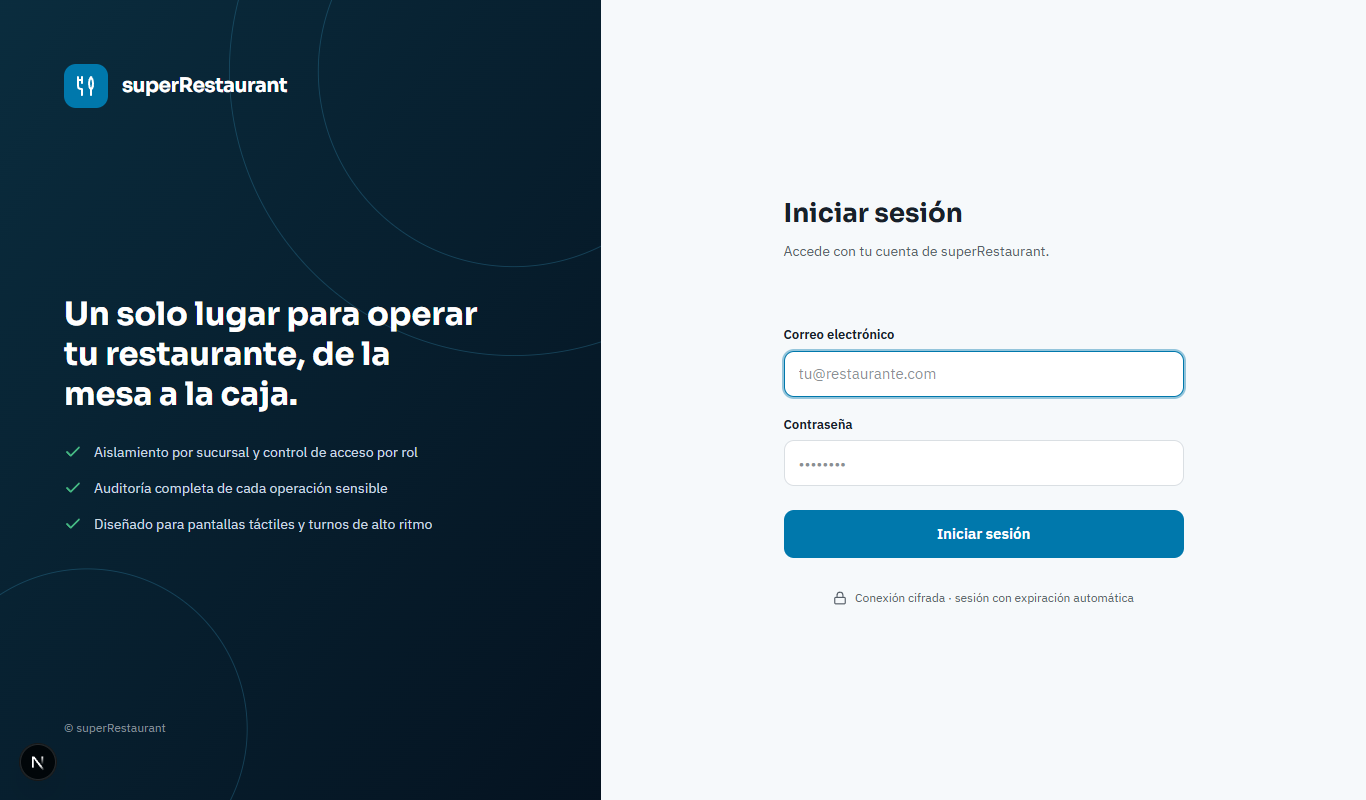 superRestaurant
Un solo lugar para operar
tu restaurante, de la
mesa a la caja.
Aislamiento por sucursal y control de acceso por rol
Auditoría completa de cada operación sensible
Diseñado para pantallas táctiles y turnos de alto ritmo
© superRestaurant
N
Iniciar sesión
Accede con tu cuenta de superRestaurant.
Correo electrónico
tu@restaurante.com
Contraseña
••••••••
Iniciar sesión
Conexión cifrada · sesión con expiración automática